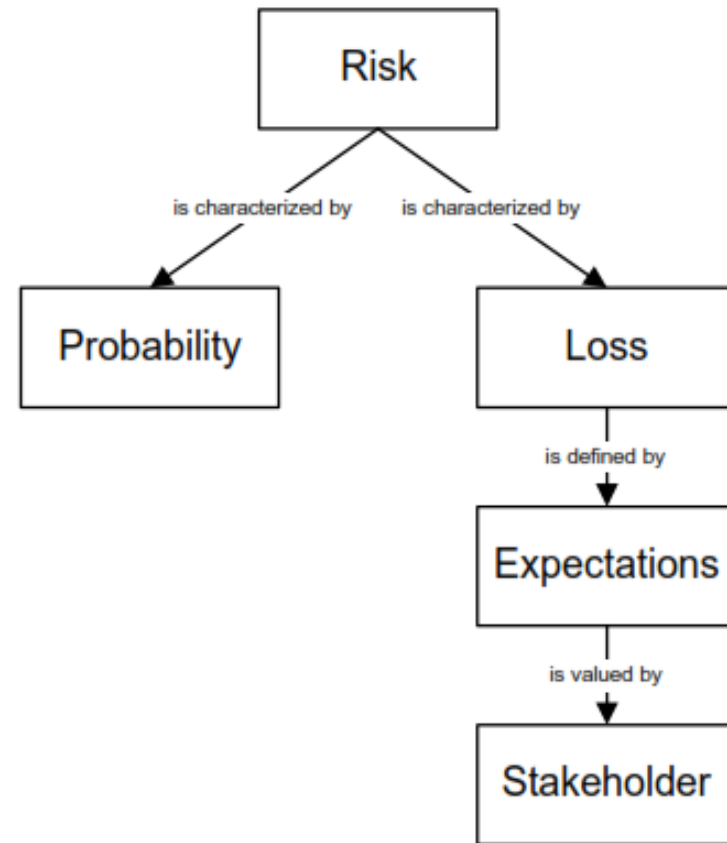 Risk
is characterized by
is characterized by
Probability
Loss
is defined by
Expectations
is valued by
Stakeholder